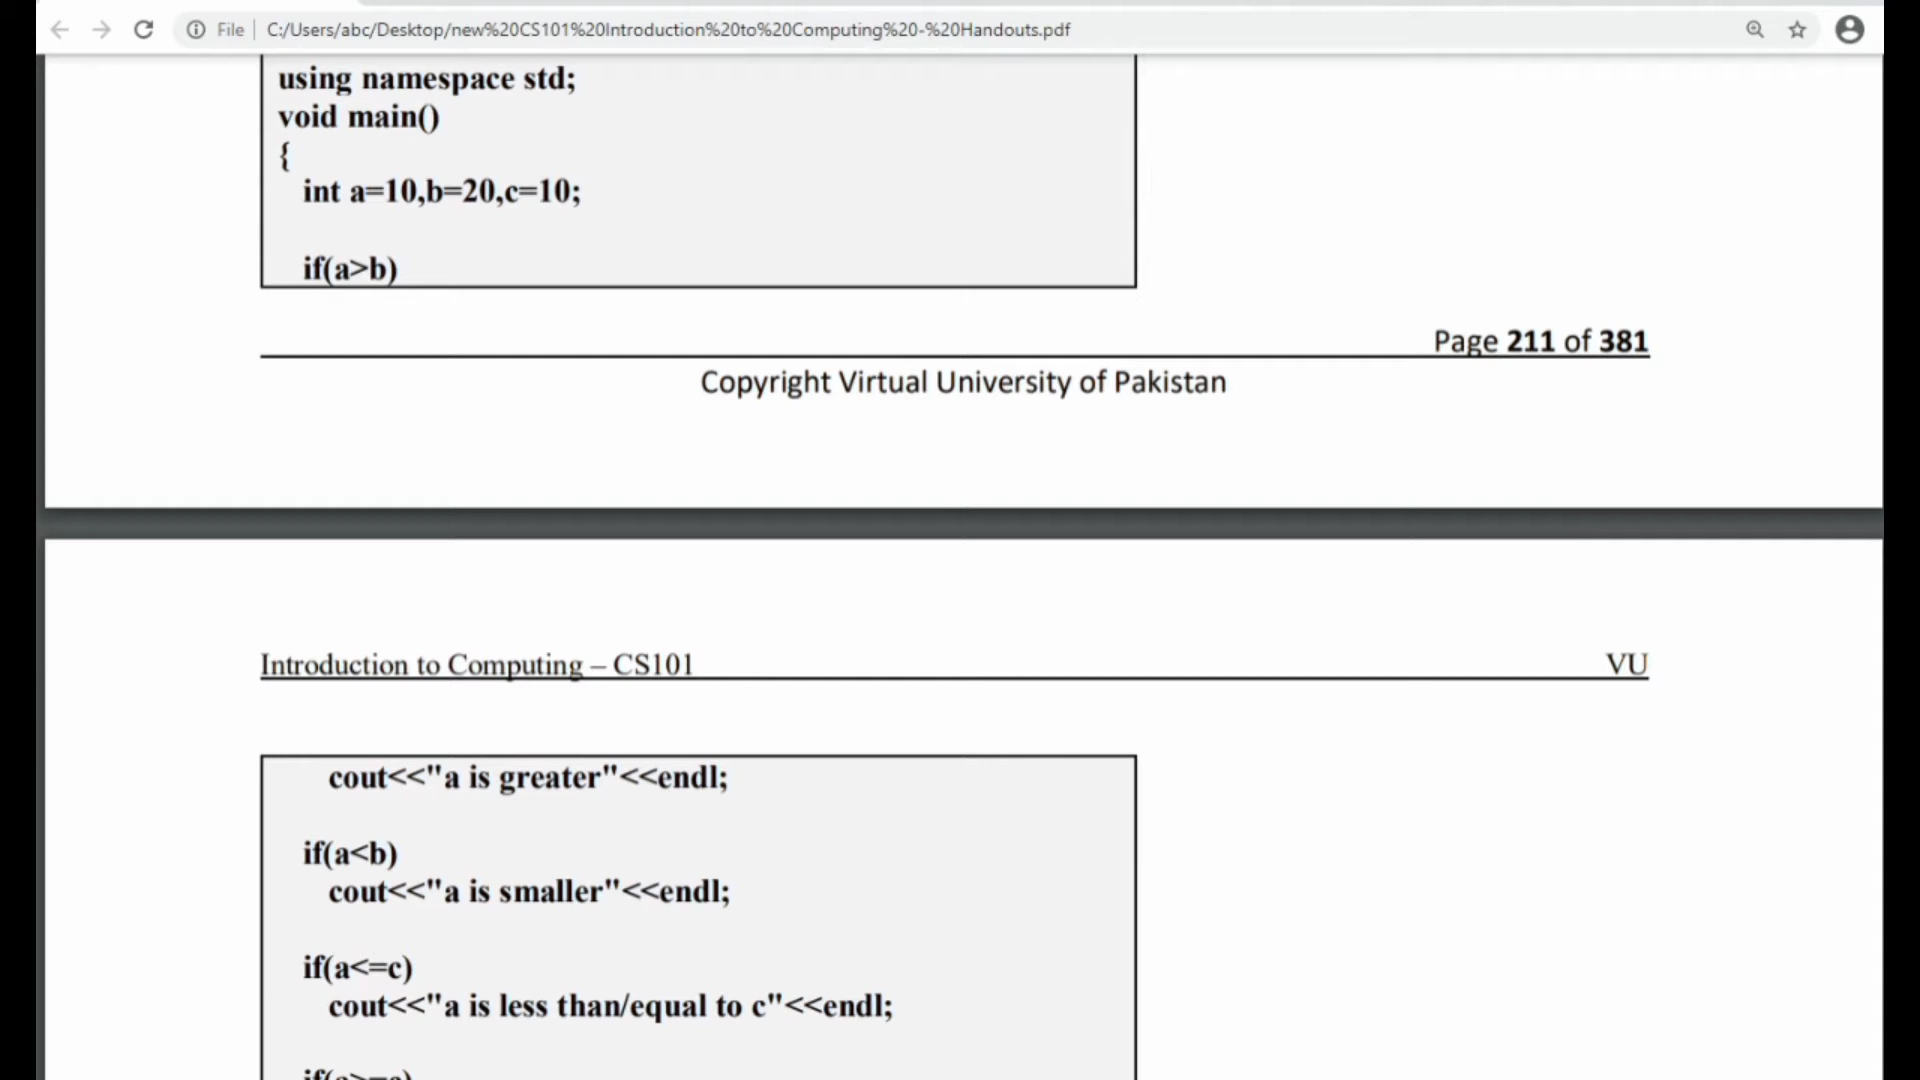 File C:/Users/abc/Desktop/new%20CS101%20Introduction%20to%20Computing%20-%20Handouts.pdf
using namespace std;
void main()
{
int a=10,b=20,c=10;
if(a>b)
Page 211 of 381
Copyright Virtual University of Pakistan
Introduction to Computing – CS101 VU
cout<<"a is greater"<<endl;
if(a<b)
cout<<"a is smaller"<<endl;
if(a<=c)
cout<<"a is less than/equal to c"<<endl;